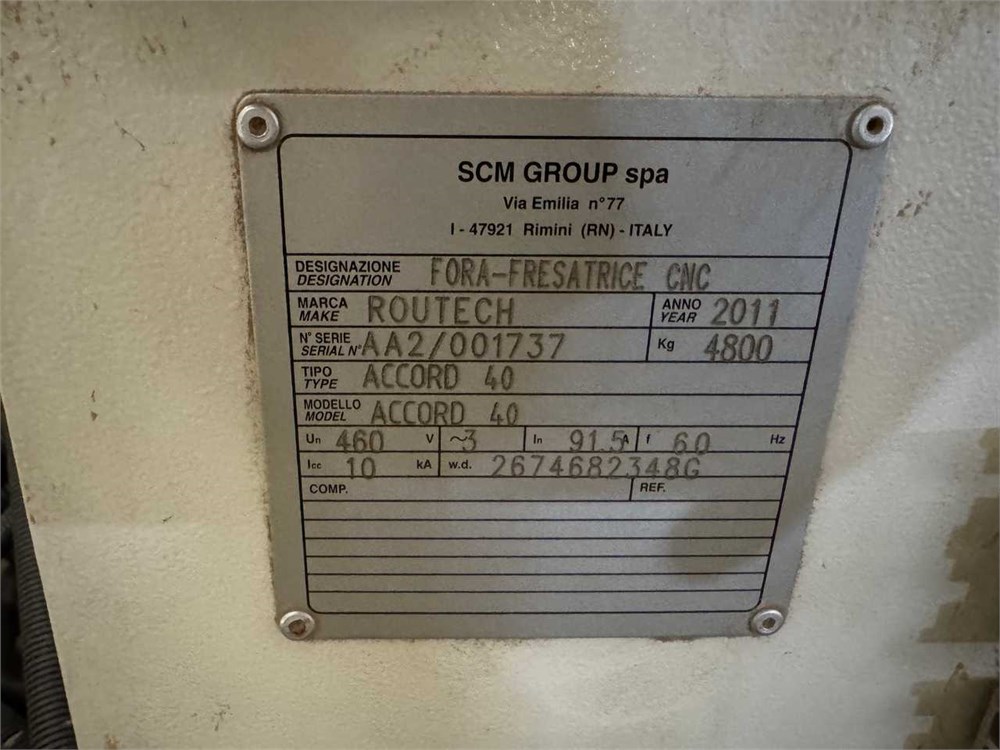 SCM GROUP spa
Via Emilia n°77
I - 47921 Rimini (RN) - ITALY
DESIGNAZIONE DESIGNATION FORA-FRESATRICE CNC
MARCA MAKE ROUTECH ANNO YEAR 2011
N° SERIE SERIAL N° AA2/001737 Kg 4800
TIPO TYPE ACCORD 40
MODELLO MODEL ACCORD 40
Un 460 V ~3 In 91.5 A f 60 Hz
Icc 10 kA w.d. 2674682348G
COMP. REF.